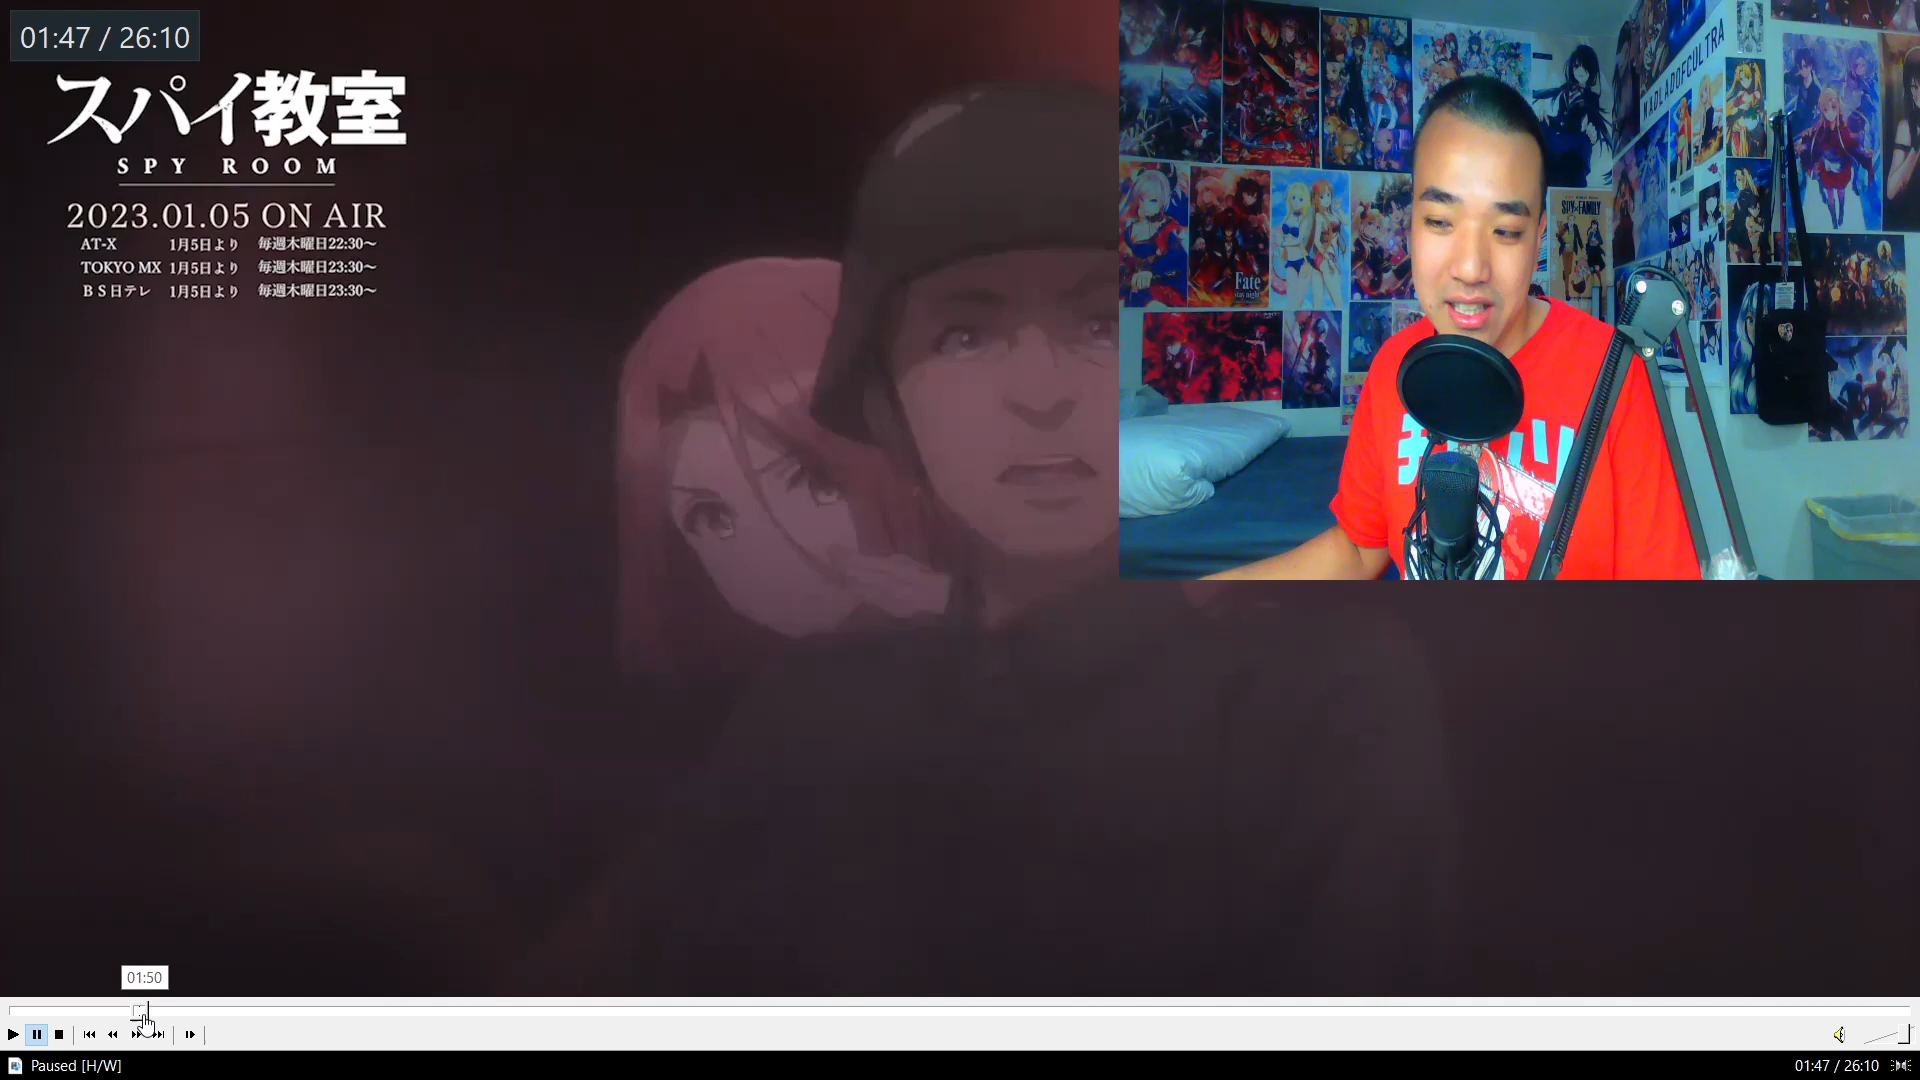 01:47 / 26:10
スパイ教室
SPY ROOM
2023.01.05 ON AIR
AT-X 1月5日より 毎週木曜日22:30〜
TOKYO MX 1月5日より 毎週木曜日23:30〜
BS日テレ 1月5日より 毎週木曜日23:30〜
MADLADOFCULTRA
SPY×FAMILY
Fate
stay night
01:50
Paused [H/W]
01:47 / 26:10